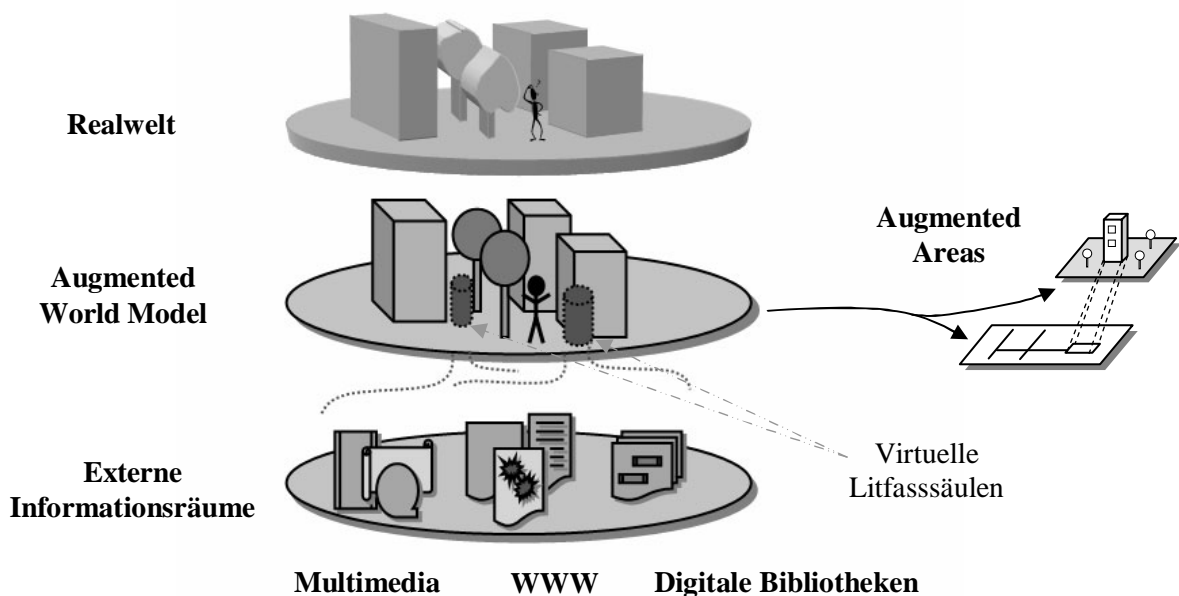 Realwelt
Augmented
World Model
Augmented
Areas
Externe
Informationsräume
Virtuelle
Litfasssäulen
Multimedia
WWW
Digitale Bibliotheken